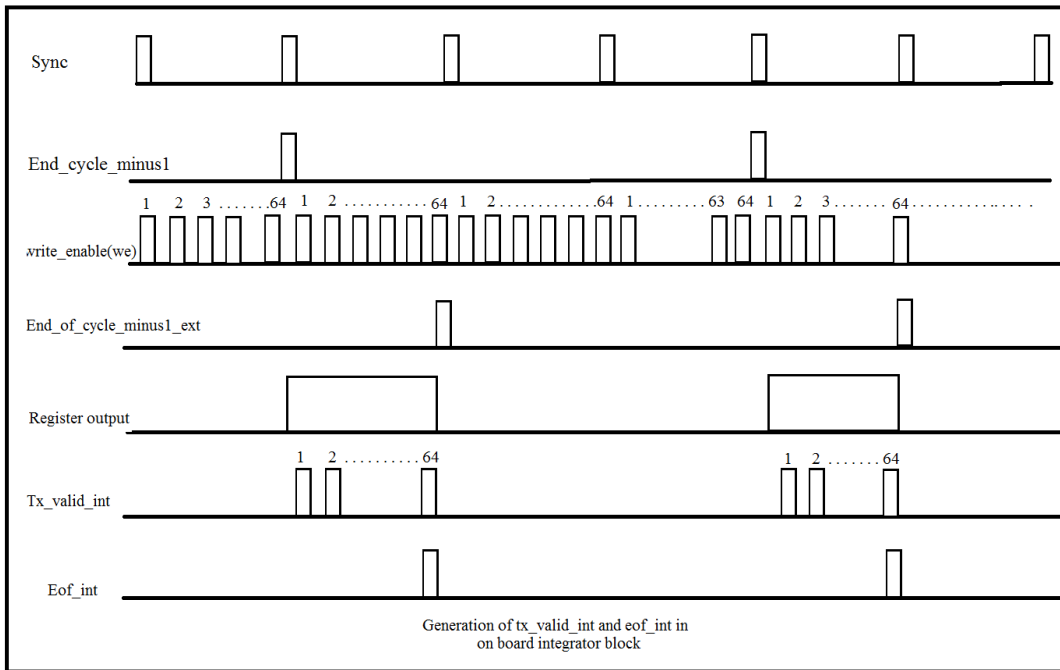 Sync
End_cycle_minus1
1 2 3 . . . . . . . 64 1 2 . . . . . . . . . . . . 64 1 2. . . . . . . . . . . . . 64 1 . . . . . . . . . . 63 64 1 2 3 . . . . . . . . 64 . . . . . . . . . . . . . . . .
write_enable(we)
End_of_cycle_minus1_ext
Register output
1 2 . . . . . . . . . . 64 1 2 . . . . . . . 64
Tx_valid_int
Eof_int
Generation of tx_valid_int and eof_int in
on board integrator block